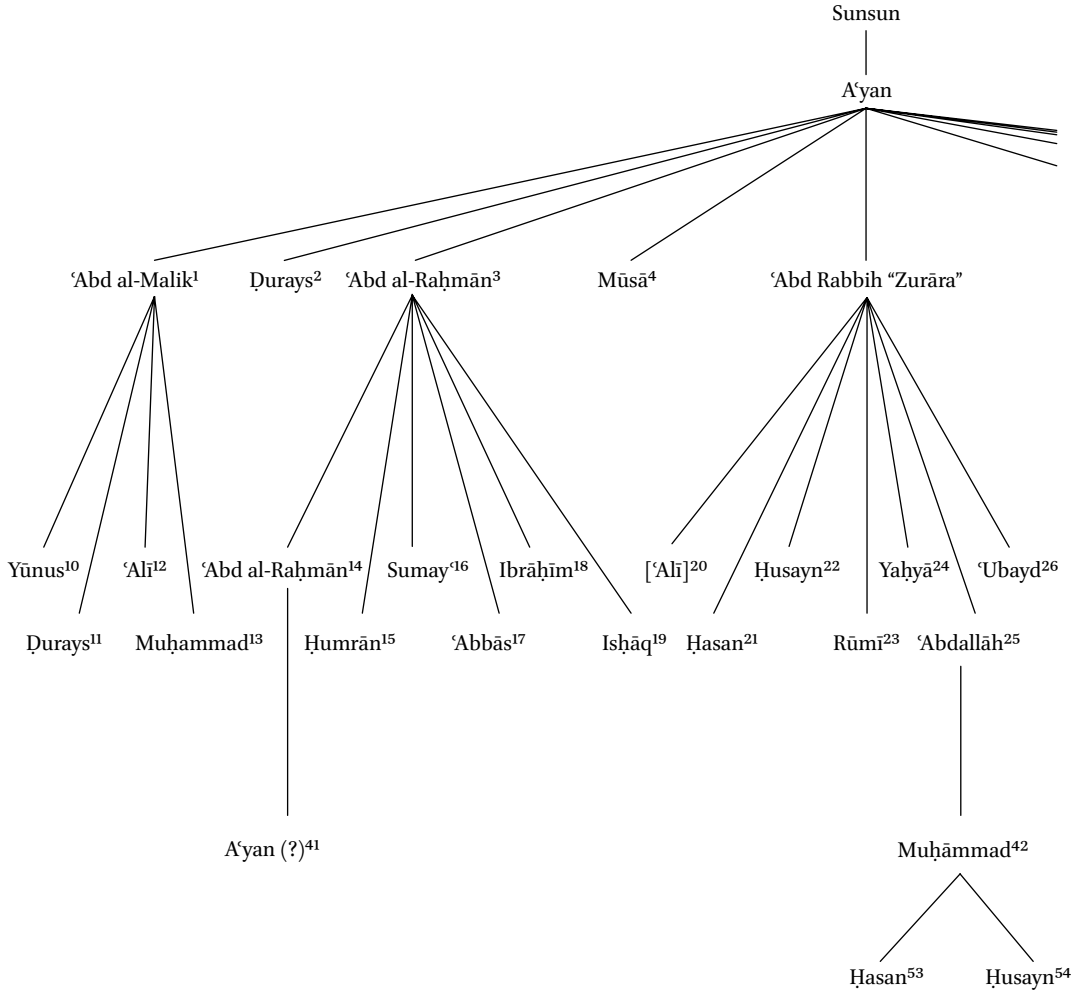 Sunsun
Aʿyan
ʿAbd al-Malik¹ Ḍurays² ʿAbd al-Raḥmān³ Mūsā⁴ ʿAbd Rabbih “Zurāra”
Yūnus¹⁰ ʿAlī¹² ʿAbd al-Raḥmān¹⁴ Sumayʿ¹⁶ Ibrāḥīm¹⁸ [ʿAlī]²⁰ Ḥusayn²² Yaḥyā²⁴ ʿUbayd²⁶
Ḍurays¹¹ Muḥammad¹³ Ḥumrān¹⁵ ʿAbbās¹⁷ Isḥāq¹⁹ Ḥasan²¹ Rūmī²³ ʿAbdallāh²⁵
Aʿyan (?)⁴¹ Muḥāmmad⁴²
Ḥasan⁵³ Ḥusayn⁵⁴